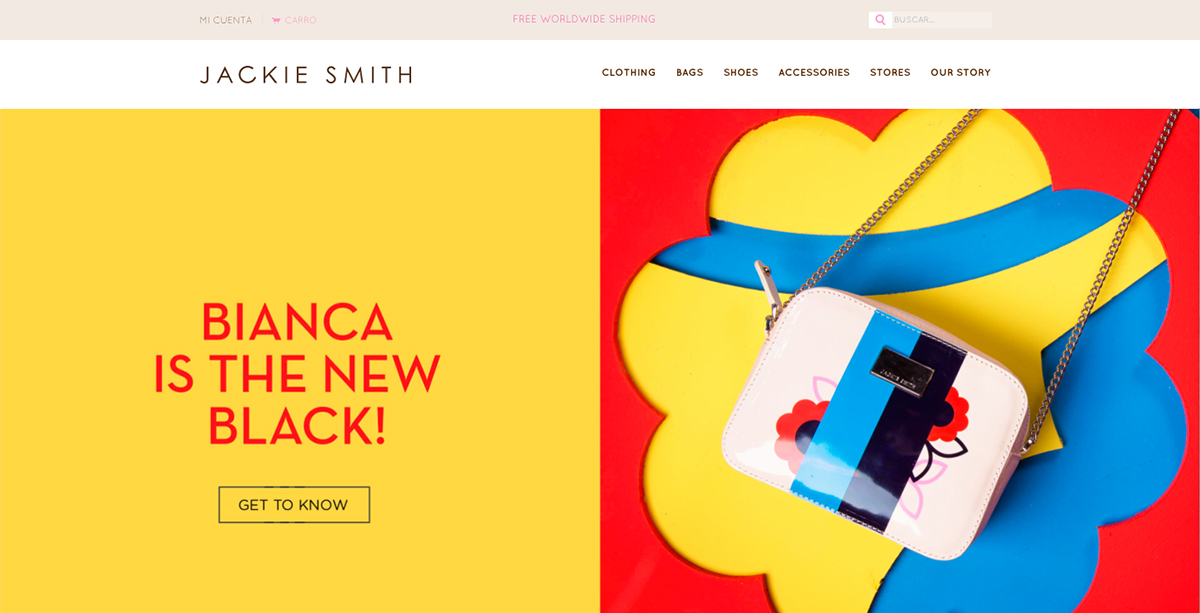 MI CUENTA
CARRO
FREE WORLDWIDE SHIPPING
BUSCAR...
JACKIE SMITH
CLOTHING
BAGS
SHOES
ACCESSORIES
STORES
OUR STORY
BIANCA
IS THE NEW
BLACK!
GET TO KNOW
JACKIE SMITH